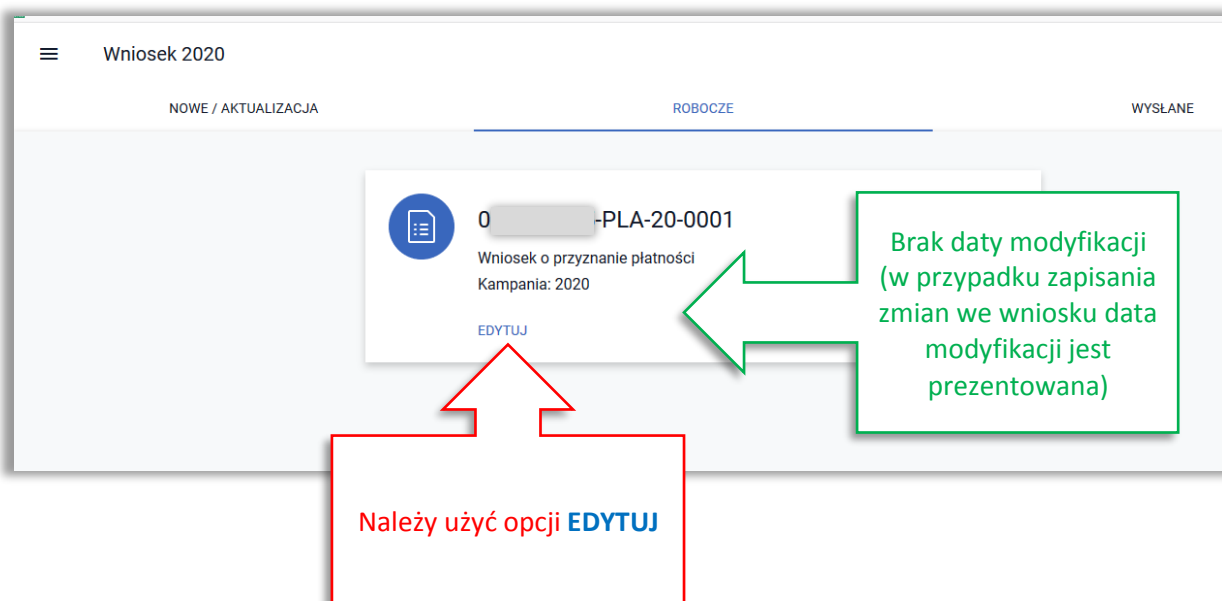 Wniosek 2020
NOWE / AKTUALIZACJA
ROBOCZE
WYSŁANE
0 -PLA-20-0001
Wniosek o przyznanie płatności
Kampania: 2020
EDYTUJ
Brak daty modyfikacji
(w przypadku zapisania
zmian we wniosku data
modyfikacji jest
prezentowana)
Należy użyć opcji EDYTUJ